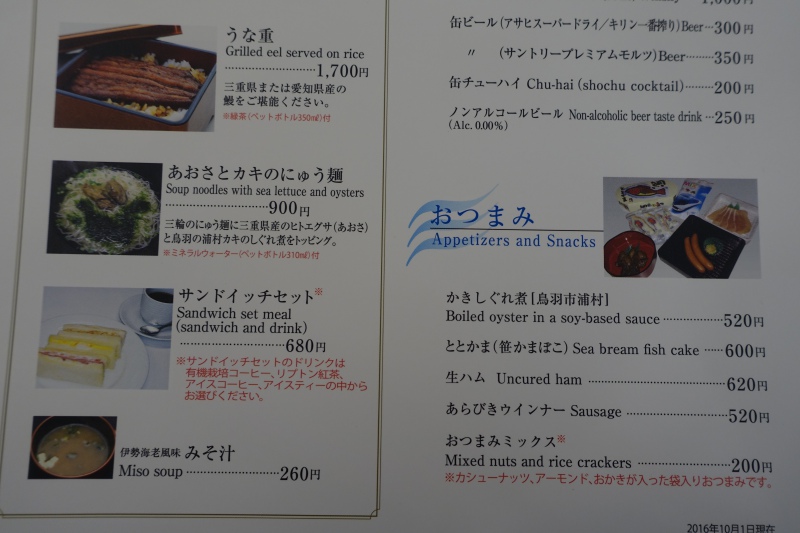 うな重
Grilled eel served on rice
1,700円
三重県または愛知県産の
鰻をご堪能ください。
※緑茶(ペットボトル350㎖)付
あおさとカキのにゅう麺
Soup noodles with sea lettuce and oysters
900円
三輪のにゅう麺に三重県産のヒトエグサ(あおさ)
と鳥羽の浦村カキのしぐれ煮をトッピング。
※ミネラルウォーター(ペットボトル310㎖)付
サンドイッチセット※
Sandwich set meal
(sandwich and drink)
680円
※サンドイッチセットのドリンクは
有機栽培コーヒー、リプトン紅茶、
アイスコーヒー、アイスティーの中から
お選びください。
伊勢海老風味 みそ汁
Miso soup 260円
缶ビール(アサヒスーパードライ/キリン一番搾り)Beer 300円
〃 (サントリープレミアムモルツ)Beer 350円
缶チューハイ Chu-hai (shochu cocktail) 200円
ノンアルコールビール Non-alcoholic beer taste drink 250円
(Alc. 0.00%)
おつまみ
Appetizers and Snacks
かきしぐれ煮[鳥羽市浦村]
Boiled oyster in a soy-based sauce 520円
ととかま(笹かまぼこ) Sea bream fish cake 600円
生ハム Uncured ham 620円
あらびきウインナー Sausage 520円
おつまみミックス※
Mixed nuts and rice crackers 200円
※カシューナッツ、アーモンド、おかきが入った袋入りおつまみです。
2016年10月1日現在